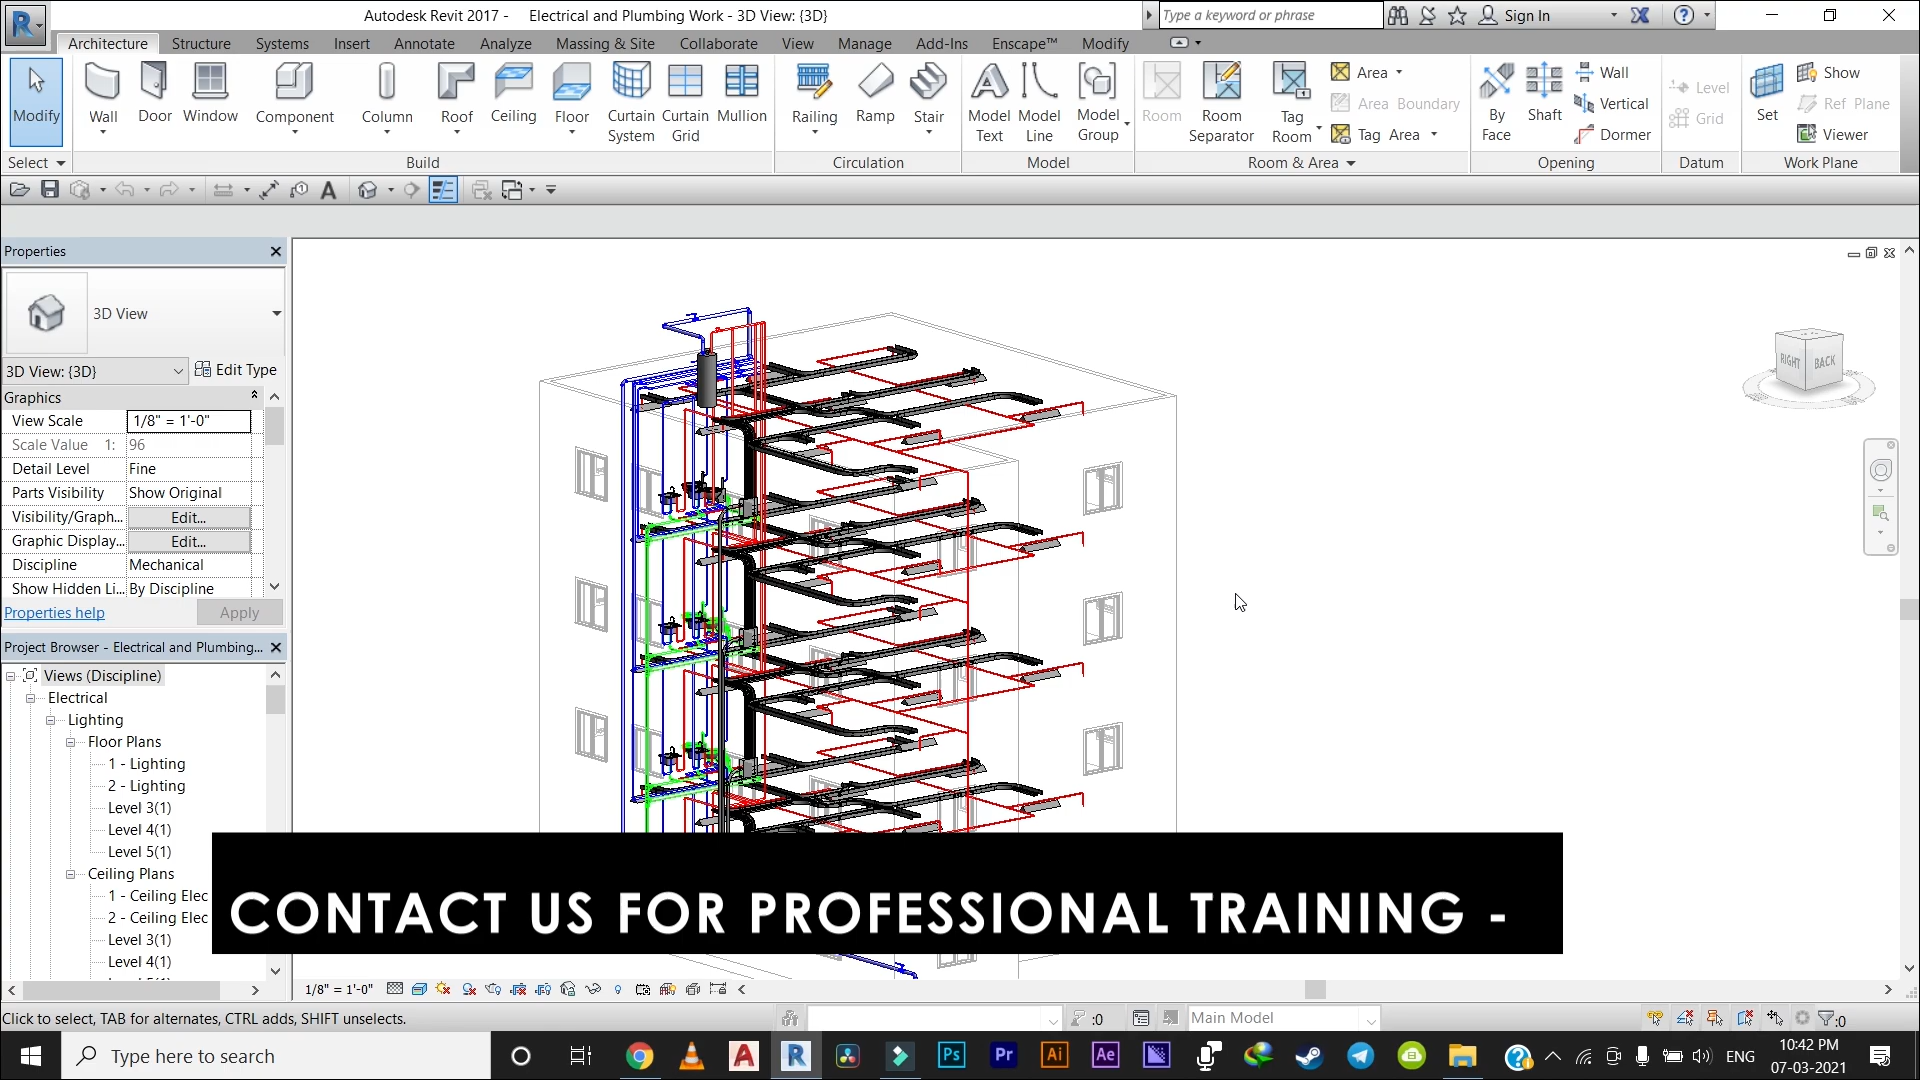 Autodesk Revit 2017 - Electrical and Plumbing Work - 3D View: {3D}
Type a keyword or phrase
Sign In
Architecture Structure Systems Insert Annotate Analyze Massing & Site Collaborate View Manage Add-Ins Enscape™ Modify
Modify Wall Door Window Component Column Roof Ceiling Floor Curtain System Curtain Grid Mullion Railing Ramp Stair Model Text Model Line Model Group Room Room Separator Tag Room
Area
Area Boundary
Tag Area
By Face Shaft
Wall
Vertical
Dormer
Level
Grid
Set
Show
Ref Plane
Viewer
Select Build Circulation Model Room & Area Opening Datum Work Plane
Properties
3D View
3D View: {3D} Edit Type
Graphics
View Scale 1/8" = 1'-0"
Scale Value 1: 96
Detail Level Fine
Parts Visibility Show Original
Visibility/Graph... Edit...
Graphic Display... Edit...
Discipline Mechanical
Show Hidden Li... By Discipline
Properties help Apply
Project Browser - Electrical and Plumbing...
Views (Discipline)
Electrical
Lighting
Floor Plans
1 - Lighting
2 - Lighting
Level 3(1)
Level 4(1)
Level 5(1)
Ceiling Plans
1 - Ceiling Elec
2 - Ceiling Elec
Level 3(1)
Level 4(1)
RIGHT BACK
CONTACT US FOR PROFESSIONAL TRAINING -
1/8" = 1'-0"
Click to select, TAB for alternates, CTRL adds, SHIFT unselects.
:0
Main Model
:0
Type here to search
Ps Pr Ai Ae
ENG
10:42 PM
07-03-2021